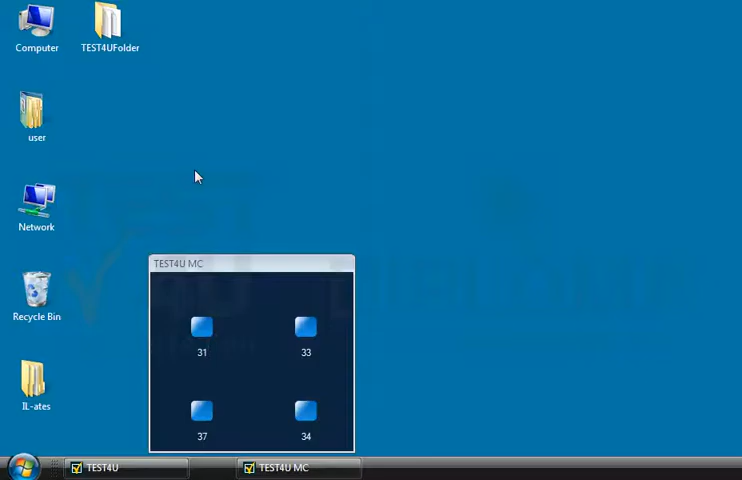 Computer
TEST4UFolder
user
Network
Recycle Bin
IL-ates
TEST4U MC
31
33
37
34
TEST4U
TEST4U MC